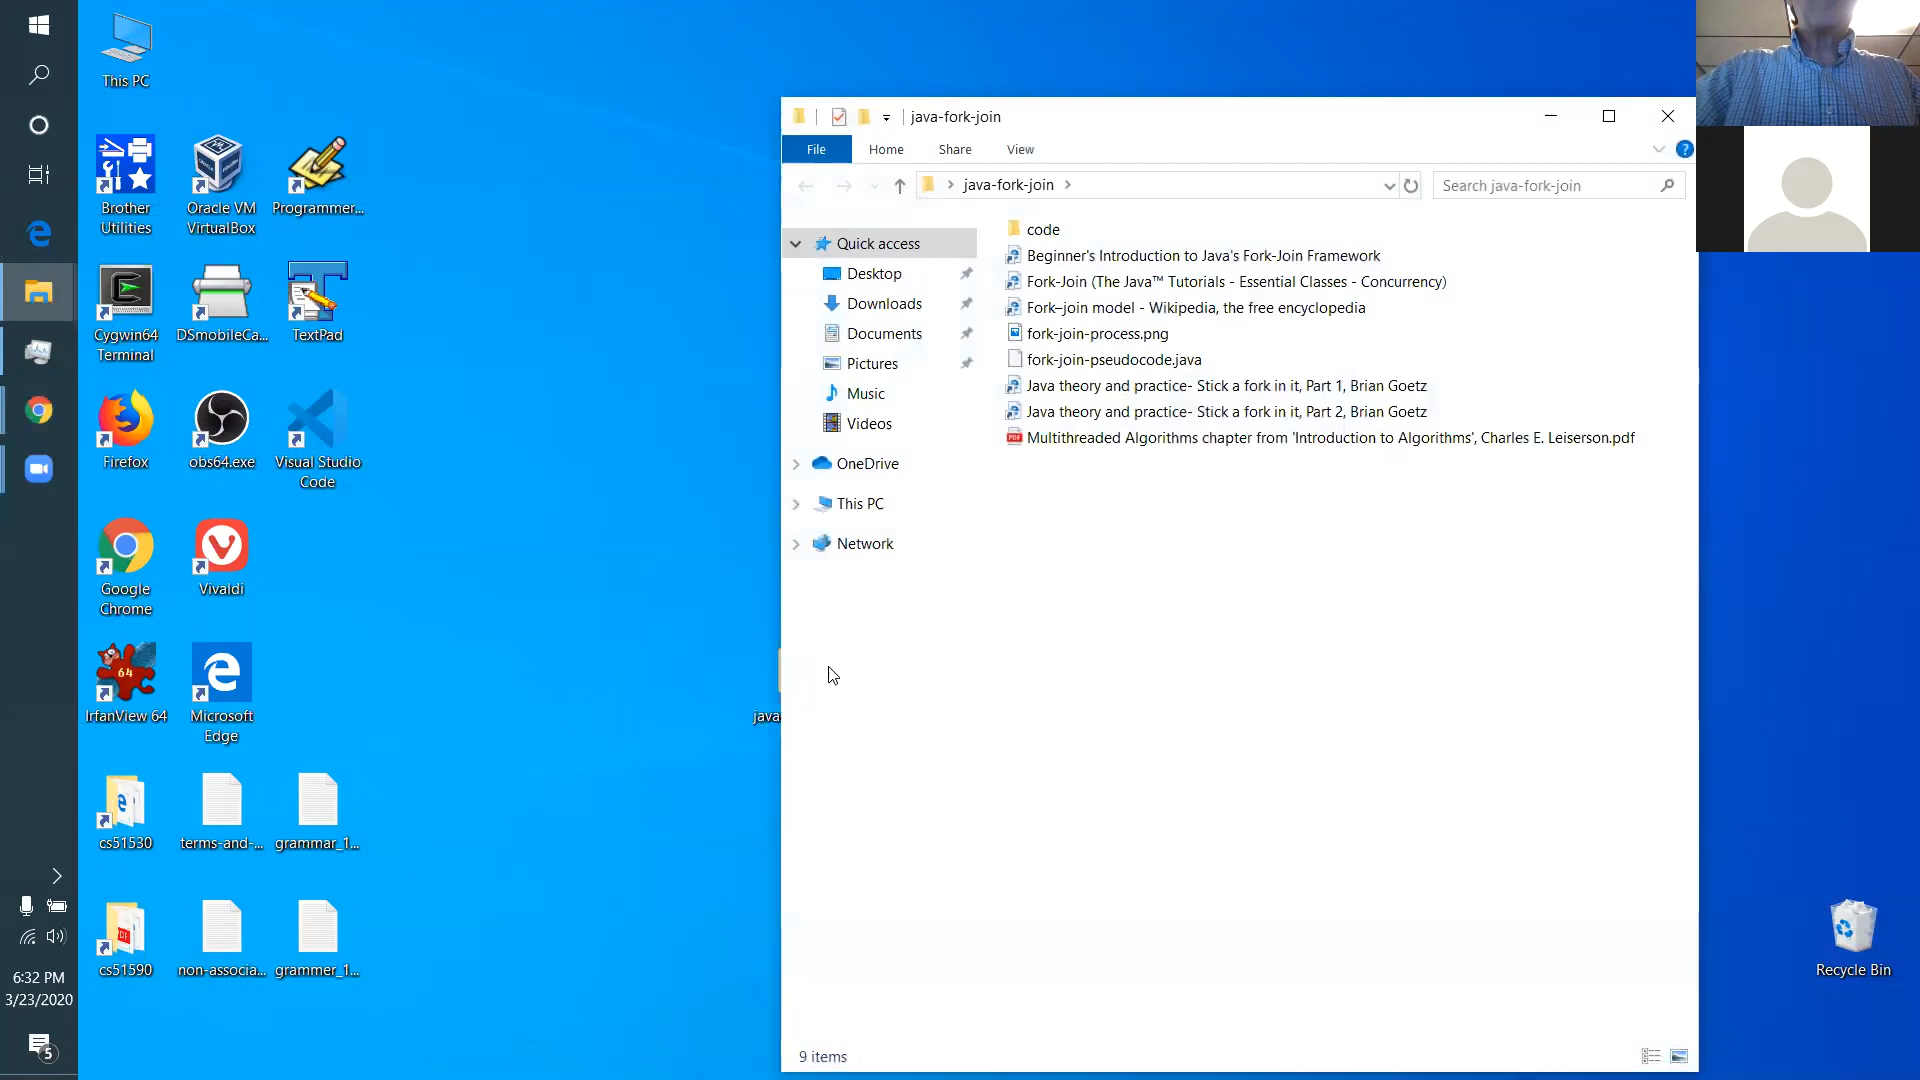 This PC
Brother
Utilities
Oracle VM
VirtualBox
Programmer...
Cygwin64
Terminal
DSmobileCa...
TextPad
Firefox
obs64.exe
Visual Studio
Code
Google
Chrome
Vivaldi
64
IrfanView 64
Microsoft
Edge
cs51530
terms-and-...
grammar_1...
PDF
cs51590
non-associa...
grammer_1...
6:32 PM
3/23/2020
5
java
java-fork-join
File
Home
Share
View
?
java-fork-join
Search java-fork-join
Quick access
Desktop
Downloads
Documents
Pictures
Music
Videos
OneDrive
This PC
Network
code
Beginner's Introduction to Java's Fork-Join Framework
Fork-Join (The Java™ Tutorials - Essential Classes - Concurrency)
Fork–join model - Wikipedia, the free encyclopedia
fork-join-process.png
fork-join-pseudocode.java
Java theory and practice- Stick a fork in it, Part 1, Brian Goetz
Java theory and practice- Stick a fork in it, Part 2, Brian Goetz
PDF
Multithreaded Algorithms chapter from 'Introduction to Algorithms', Charles E. Leiserson.pdf
9 items
Recycle Bin